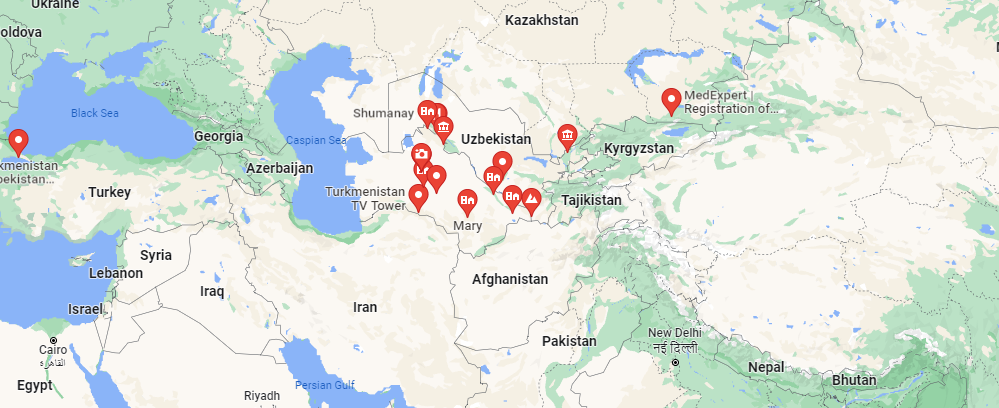 Ukraine
oldova
Kazakhstan
MedExpert |
Registration of...
Black Sea
Shumanay
Georgia
Caspian Sea
Uzbekistan
Kyrgyzstan
kmenistan
bekistan...
Azerbaijan
Turkey
Turkmenistan
TV Tower
Tajikistan
Mary
Syria
Lebanon
Afghanistan
Iraq
Iran
Israel
Pakistan
New Delhi
नई दिल्ली
Cairo
القاهرة
Nepal
Bhutan
Egypt
Persian Gulf
Riyadh